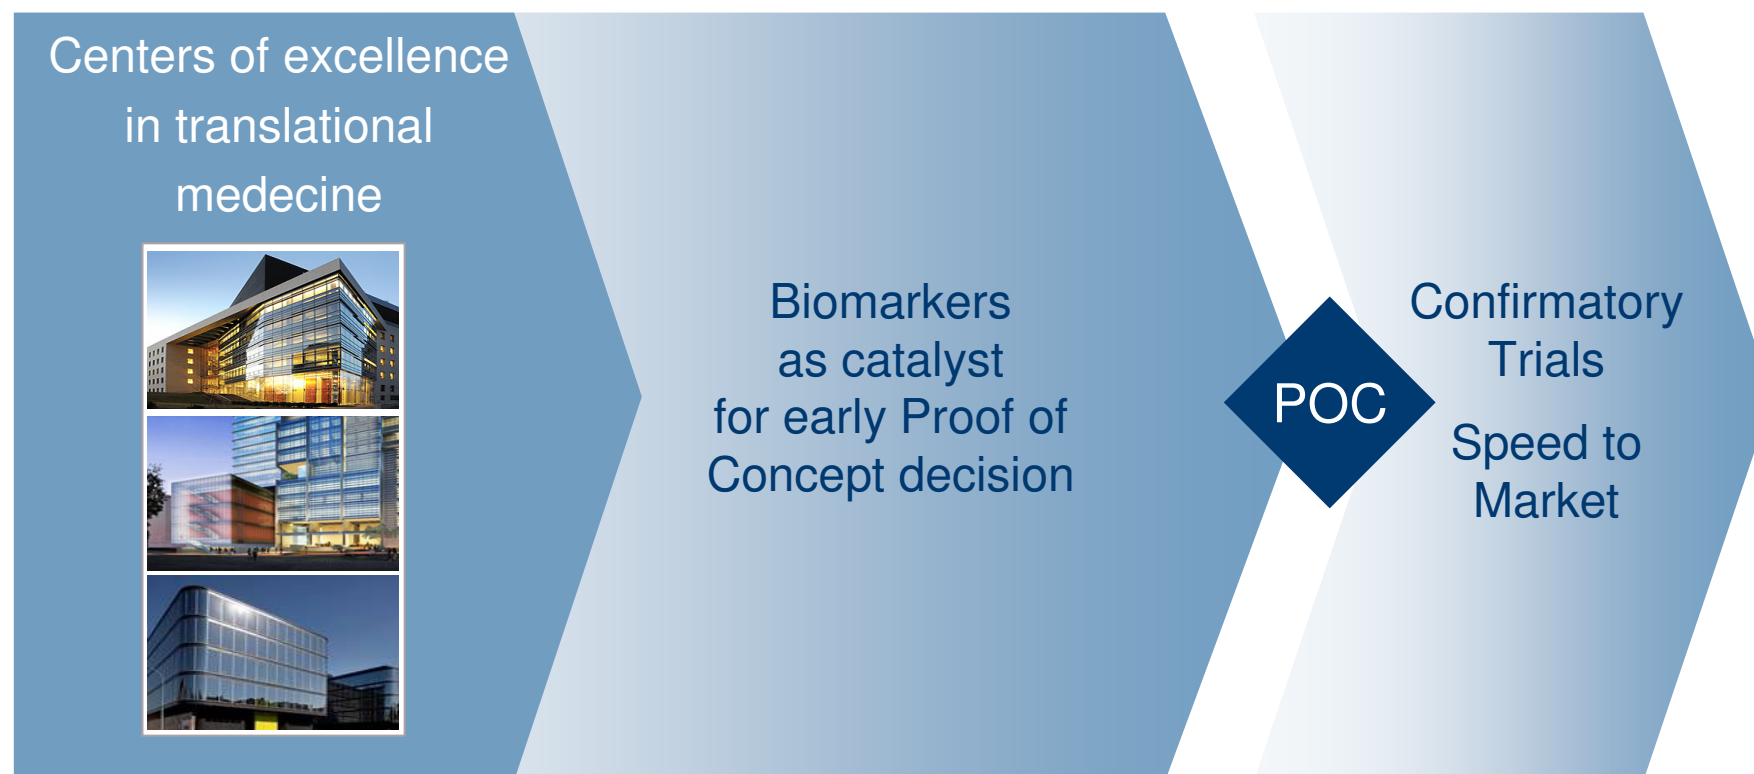 Centers of excellence
in translational
medecine
Biomarkers
as catalyst
for early Proof of
Concept decision
POC
Confirmatory
Trials
Speed to
Market